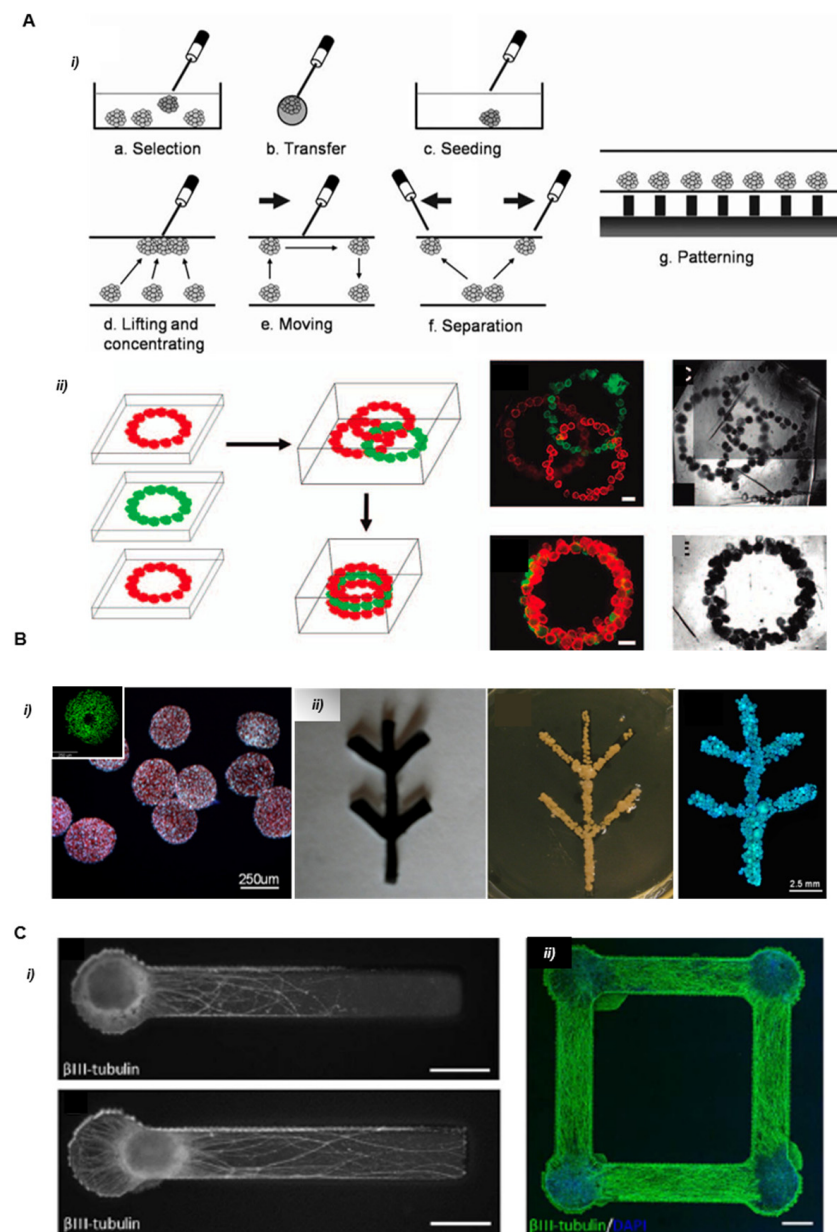 A
i)
a. Selection
b. Transfer
c. Seeding
d. Lifting and
concentrating
e. Moving
f. Separation
g. Patterning
ii)
B
i)
250um
ii)
2.5 mm
C
i)
βIII-tubulin
βIII-tubulin
ii)
βIII-tubulin/DAPI